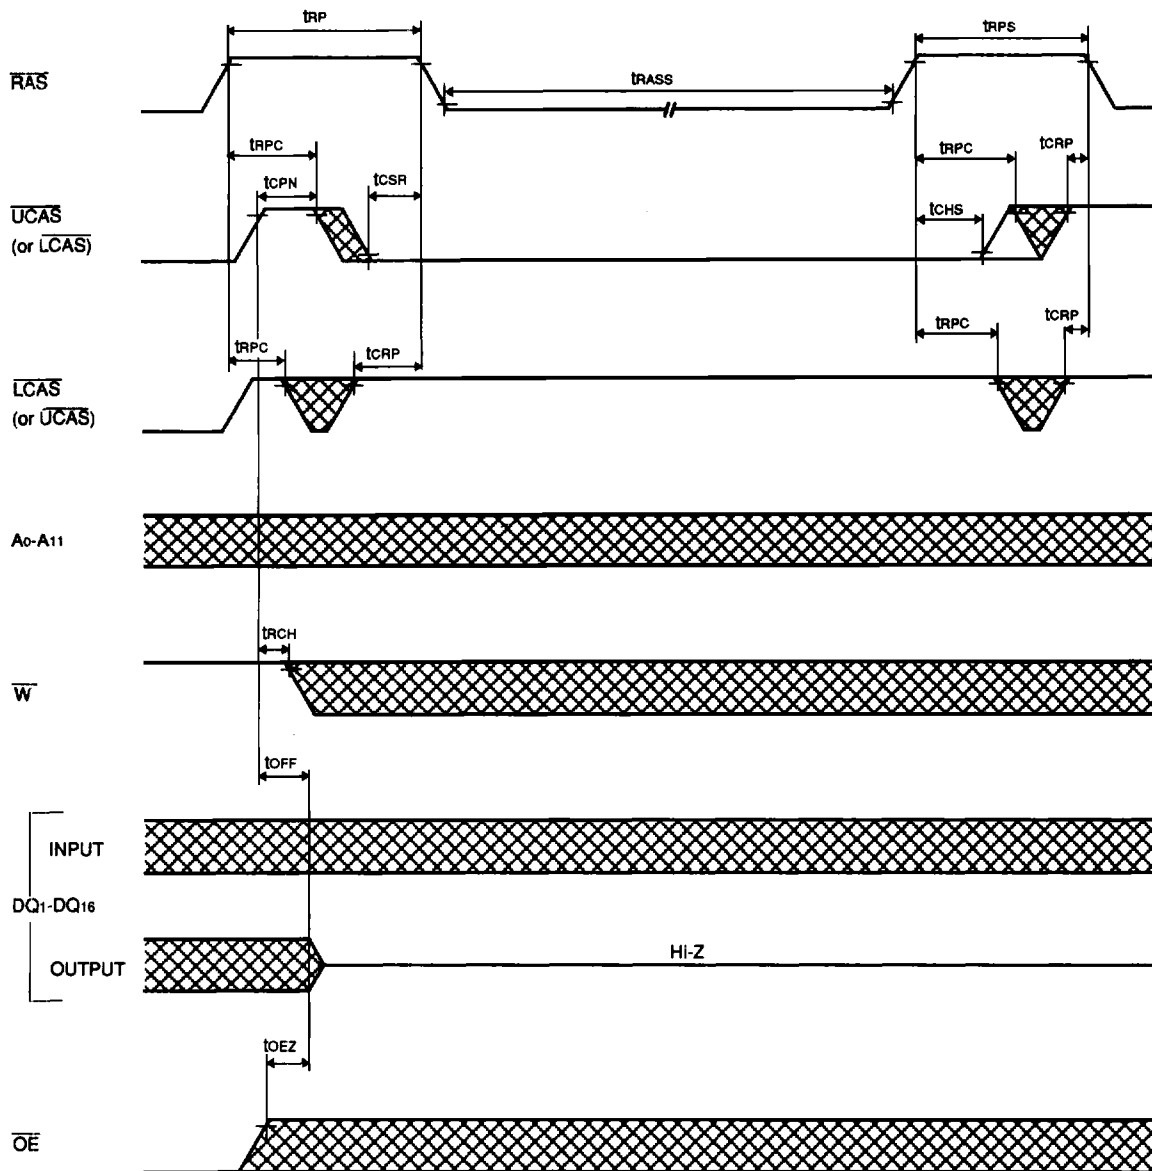 tRP
tRPS
RAS
tRASS
tRPC
tRPC
tCRP
tCPN
tCSR
UCAS
(or LCAS)
tCHS
tRPC
tCRP
tRPC
tCRP
LCAS
(or UCAS)
A0-A11
tRCH
W
tOFF
INPUT
DQ1-DQ16
OUTPUT
Hi-Z
tOEZ
OE